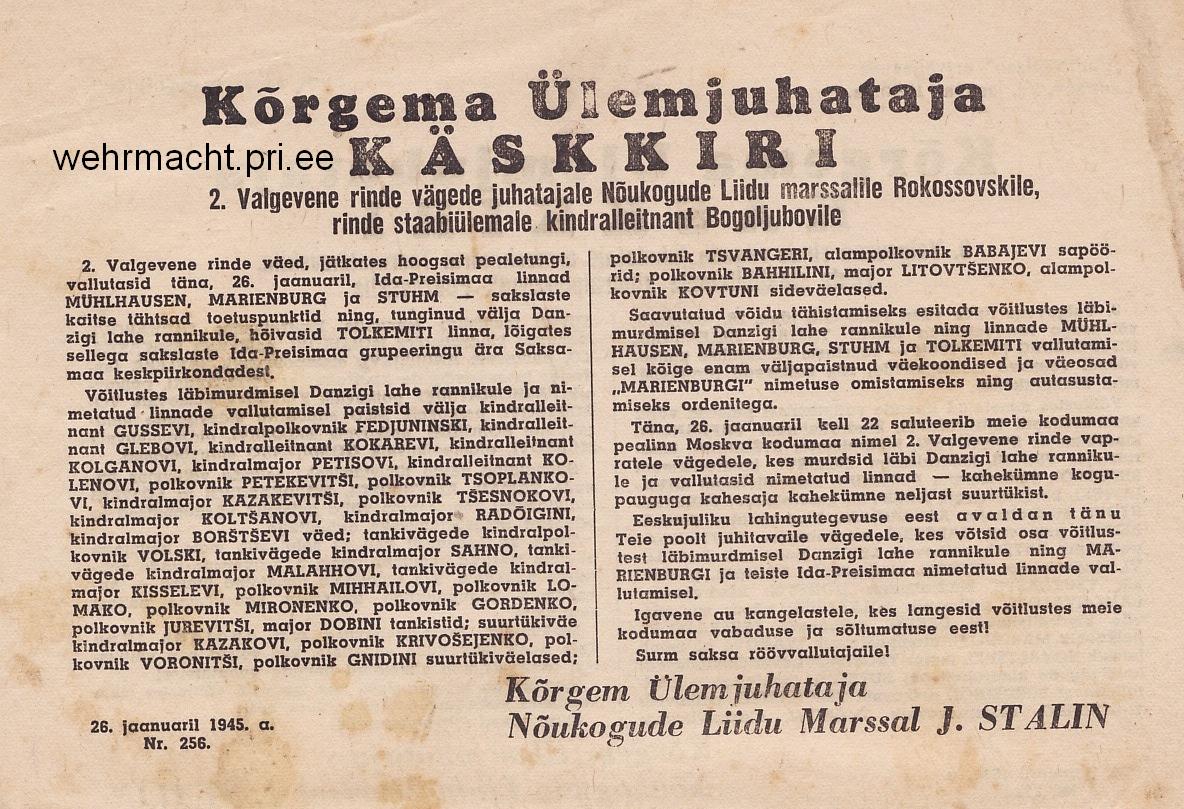 Kõrgema Ülemjuhataja
KÄSKKIRI
wehrmacht.pri.ee
2. Valgevene rinde vägede juhatajale Nõukogude Liidu marssalile Rokossovskile,
rinde staabiülemale kindralleitnant Bogoljubovile
2. Valgevene rinde väed, jätkates hoogsat pealetungi,
vallutasid täna, 26. jaanuaril, Ida-Preisimaa linnad
MÜHLHAUSEN, MARIENBURG ja STUHM — sakslaste
kaitse tähtsad toetuspunktid ning, tunginud välja Dan-
zigi lahe rannikule, hõivasid TOLKEMITI linna, lõigates
sellega sakslaste Ida-Preisimaa grupeeringu ära Saksa-
maa keskpiirkondadest.
Võitlustes läbimurdmisel Danzigi lahe rannikule ja ni-
metatud linnade vallutamisel paistsid välja kindralleit-
nant GUSSEVI, kindralpolkovnik FEDJUNINSKI, kindralleit-
nant GLEBOVI, kindralleitnant KOKAREVI, kindralleitnant
KOLGANOVI, kindralmajor PETISOVI, kindralleitnant KO-
LENOVI, polkovnik PETEKEVITŠI, polkovnik TSOPLANKO-
VI, kindralmajor KAZAKEVITŠI, polkovnik TŠESNOKOVI,
kindralmajor KOLTŠANOVI, kindralmajor RADÕIGINI,
kindralmajor BORŠTŠEVI väed; tankivägede kindralpol-
kovnik VOLSKI, tankivägede kindralmajor SAHNO, tanki-
vägede kindralmajor MALAHHOVI, tankivägede kindral-
major KISSELEVI, polkovnik MIHHAILOVI, polkovnik LO-
MAKO, polkovnik MIRONENKO, polkovnik GORDENKO,
polkovnik JUREVITŠI, major DOBINI tankistid; suurtükiväe
kindralmajor KAZAKOVI, polkovnik KRIVOŠEJENKO, pol-
kovnik VORONITŠI, polkovnik GNIDINI suurtükiväelased;
polkovnik TSVANGERI, alampolkovnik BABAJEVI sapöö-
rid; polkovnik BAHHILINI, major LITOVTŠENKO, alampol-
kovnik KOVTUNI sideväelased.
Saavutatud võidu tähistamiseks esitada võitlustes läbi-
murdmisel Danzigi lahe rannikule ning linnade MÜHL-
HAUSEN, MARIENBURG, STUHM ja TOLKEMITI vallutami-
sel kõige enam väljapaistnud väekoondised ja väeosad
„MARIENBURGI" nimetuse omistamiseks ning autasusta-
miseks ordenitega.
Täna, 26. jaanuaril kell 22 saluteerib meie kodumaa
pealinn Moskva kodumaa nimel 2. Valgevene rinde vap-
ratele vägedele, kes murdsid läbi Danzigi lahe ranniku-
le ja vallutasid nimetatud linnad — kahekümne kogu-
pauguga kahesaja kahekümne neljast suurtükist.
Eeskujuliku lahingutegevuse eest avaldan tänu
Teie poolt juhitavaile vägedele, kes võtsid osa võitlus-
test läbimurdmisel Danzigi lahe rannikule ning MA-
RIENBURGI ja teiste Ida-Preisimaa nimetatud linnade val-
lutamisel.
Igavene au kangelastele, kes langesid võitlustes meie
kodumaa vabaduse ja sõltumatuse eest!
Surm saksa röövvallutajaile!
Kõrgem Ülemjuhataja
Nõukogude Liidu Marssal J. STALIN
26. jaanuaril 1945. a.
Nr. 256.